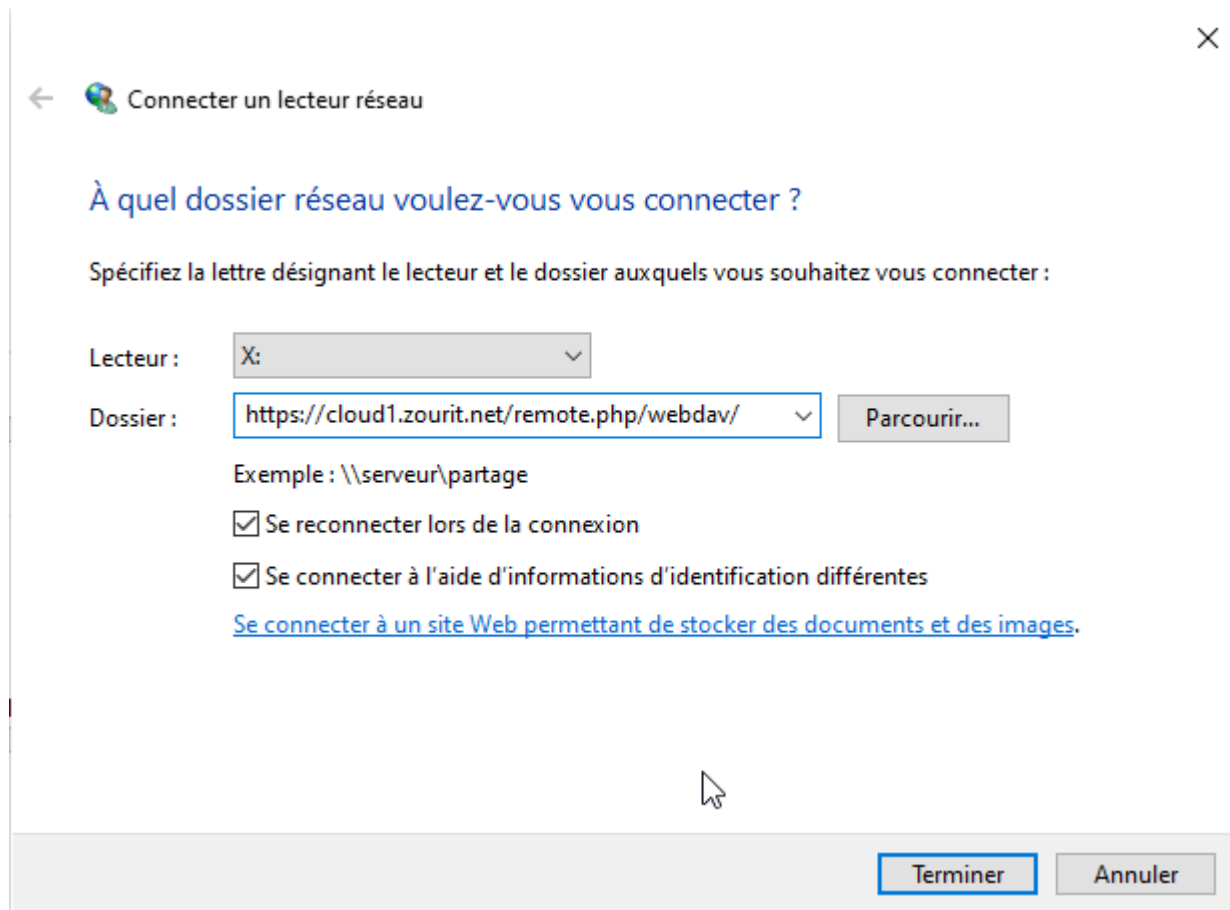 Connecter un lecteur réseau
À quel dossier réseau voulez-vous vous connecter ?
Spécifiez la lettre désignant le lecteur et le dossier auxquels vous souhaitez vous connecter :
Lecteur : X:
Dossier : https://cloud1.zourit.net/remote.php/webdav/ Parcourir...
Exemple : \\serveur\partage
Se reconnecter lors de la connexion
Se connecter à l'aide d'informations d'identification différentes
Se connecter à un site Web permettant de stocker des documents et des images.
Terminer Annuler